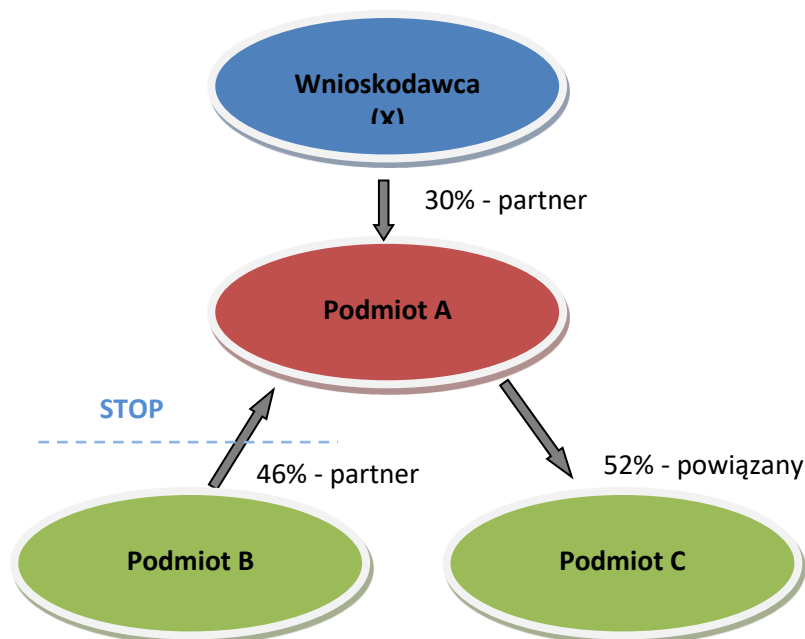 Wnioskodawca
(x)
30% - partner
Podmiot A
STOP
46% - partner
52% - powiązany
Podmiot B
Podmiot C